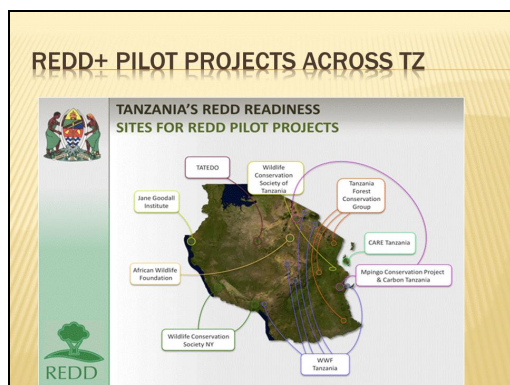 REDD+ PILOT PROJECTS ACROSS TZ
TANZANIA'S REDD READINESS
SITES FOR REDD PILOT PROJECTS
TATEDO
Wildlife
Conservation
Society of
Tanzania
Tanzania
Forest
Conservation
Group
Jane Goodall
Institute
CARE Tanzania
African Wildlife
Foundation
Mpingo Conservation Project
& Carbon Tanzania
Wildlife Conservation
Society NY
WWF
Tanzania
REDD